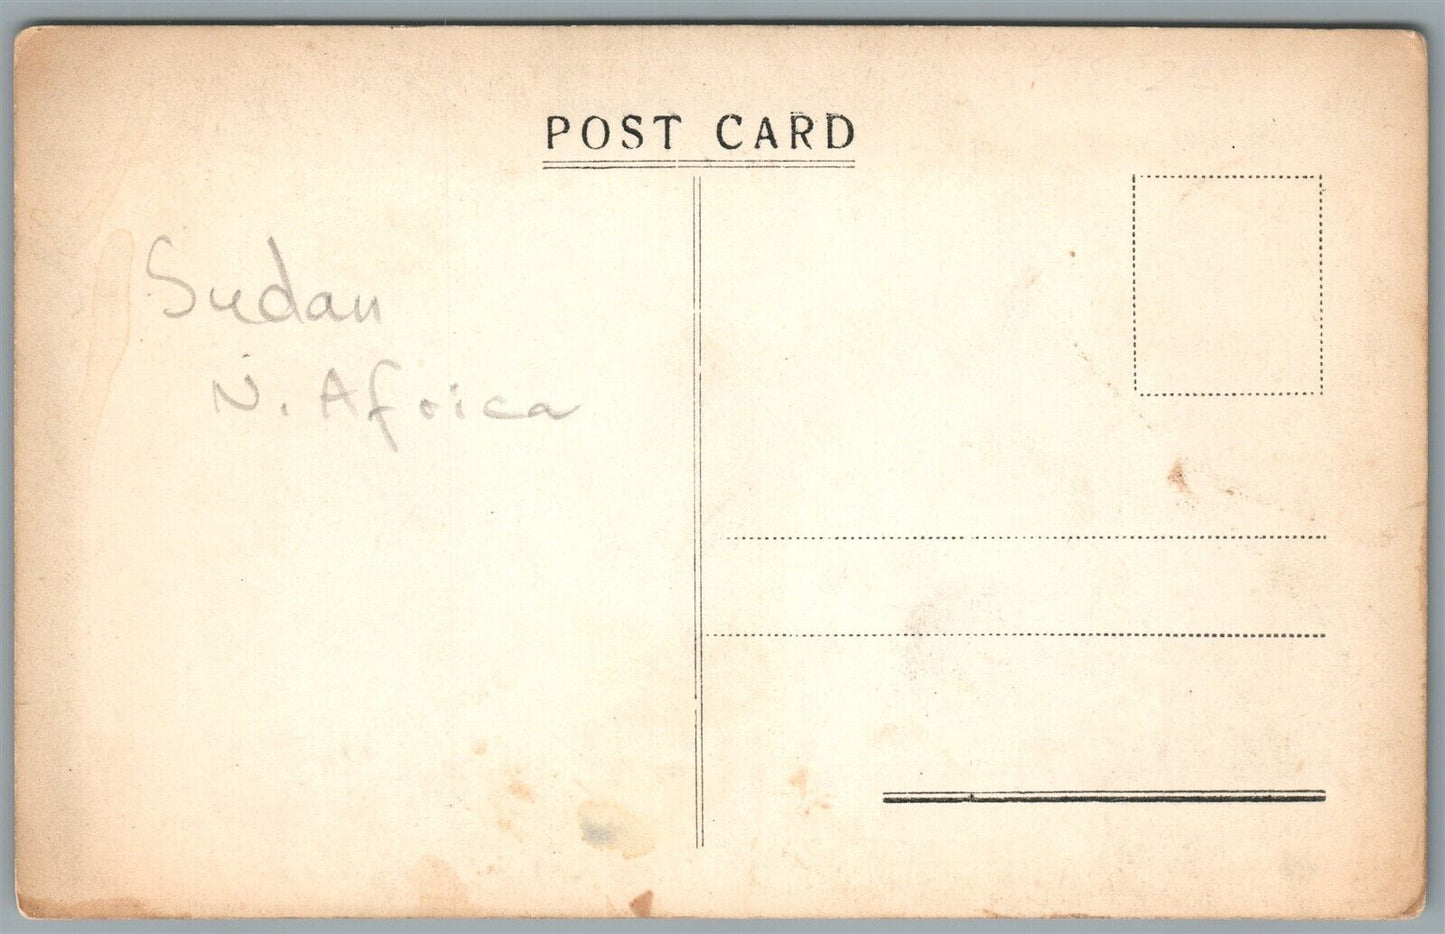 POST CARD
Sudan
N. Africa